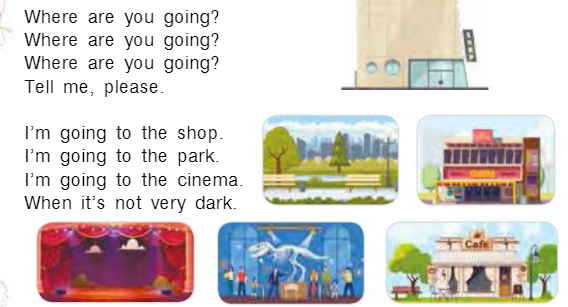 Where are you going?
Where are you going?
Where are you going?
Tell me, please.
I'm going to the shop.
I'm going to the park.
I'm going to the cinema.
When it's not very dark.
SHOP
Cafe